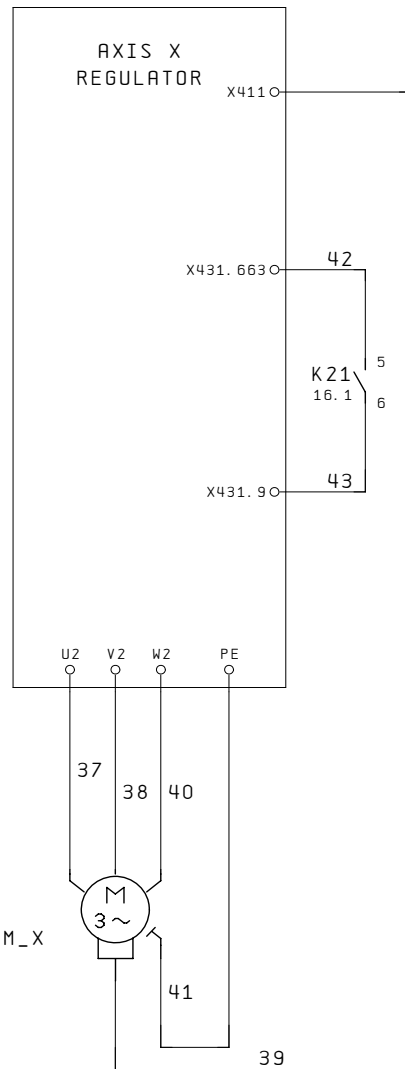 AXIS X
REGULATOR
X411
X431.663
42
5
K21
16.1
6
X431.9
43
U2 V2 W2 PE
37
38 40
M
3~
M_X
41
39